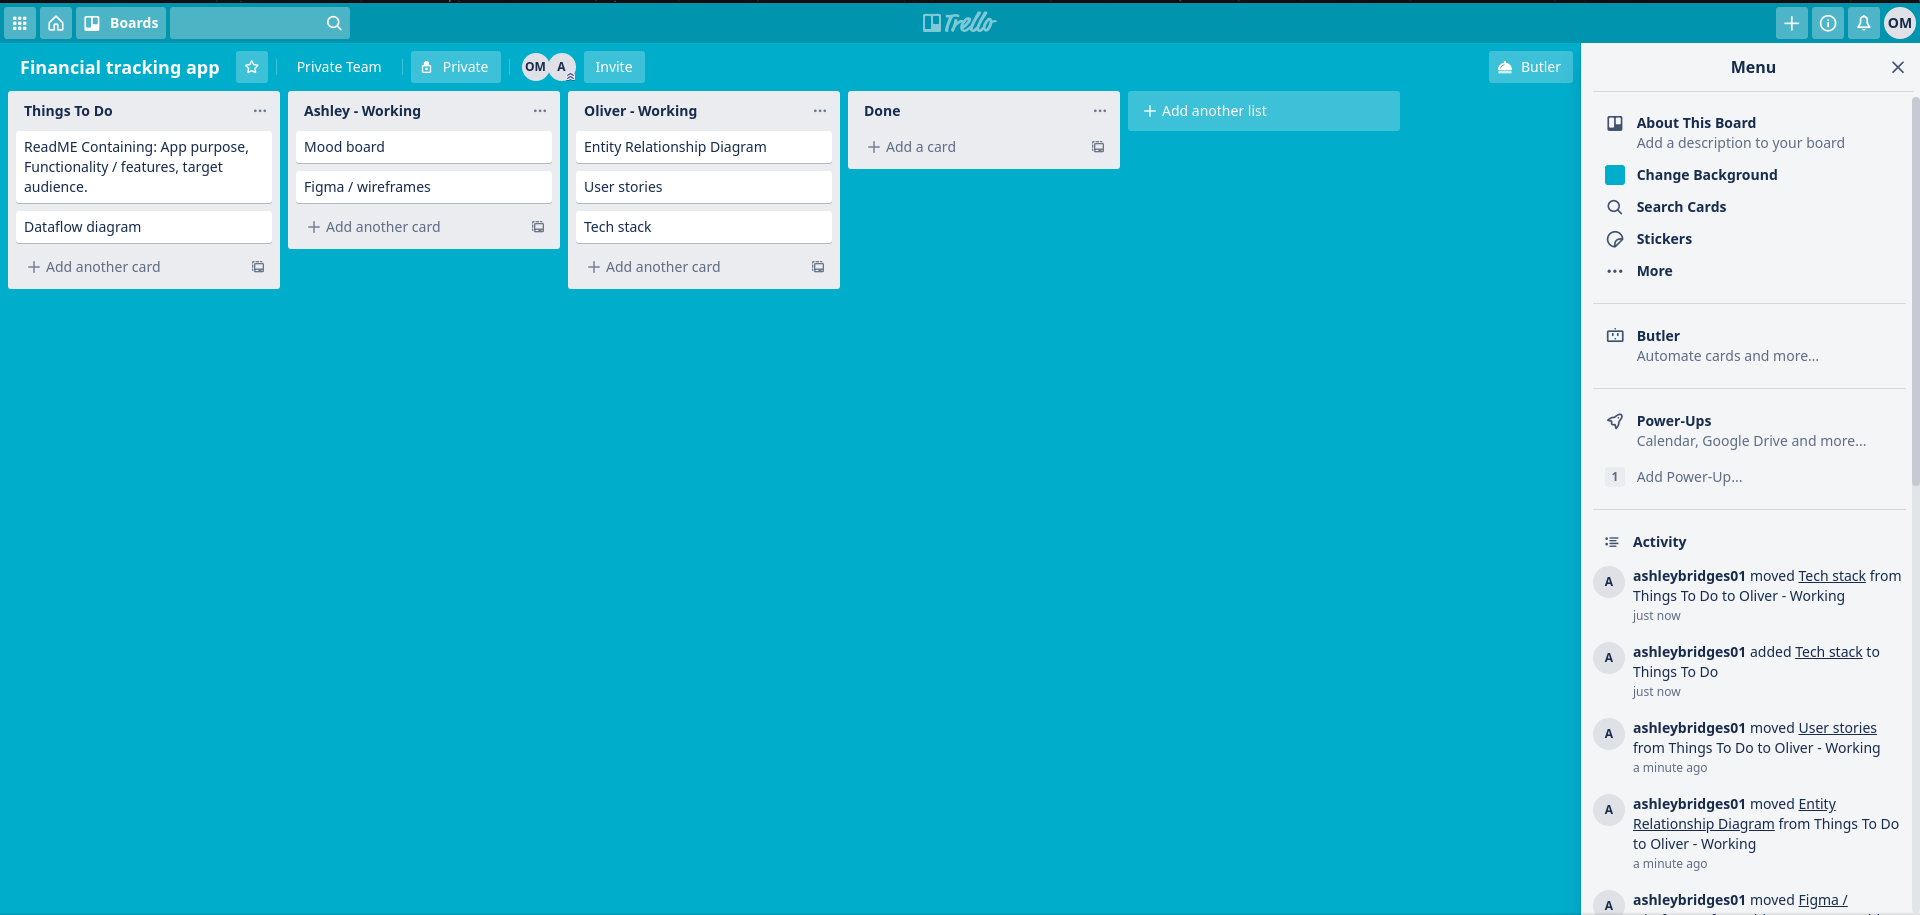 Boards
Trello
OM
Financial tracking app
Private Team
Private
OM
A
Invite
Butler
Things To Do
ReadME Containing: App purpose,
Functionality / features, target
audience.
Dataflow diagram
Add another card
Ashley - Working
Mood board
Figma / wireframes
Add another card
Oliver - Working
Entity Relationship Diagram
User stories
Tech stack
Add another card
Done
Add a card
Add another list
Menu
About This Board
Add a description to your board
Change Background
Search Cards
Stickers
More
Butler
Automate cards and more...
Power-Ups
Calendar, Google Drive and more...
1 Add Power-Up...
Activity
A
ashleybridges01 moved Tech stack from
Things To Do to Oliver - Working
just now
A
ashleybridges01 added Tech stack to
Things To Do
just now
A
ashleybridges01 moved User stories
from Things To Do to Oliver - Working
a minute ago
A
ashleybridges01 moved Entity
Relationship Diagram from Things To Do
to Oliver - Working
a minute ago
A
ashleybridges01 moved Figma /